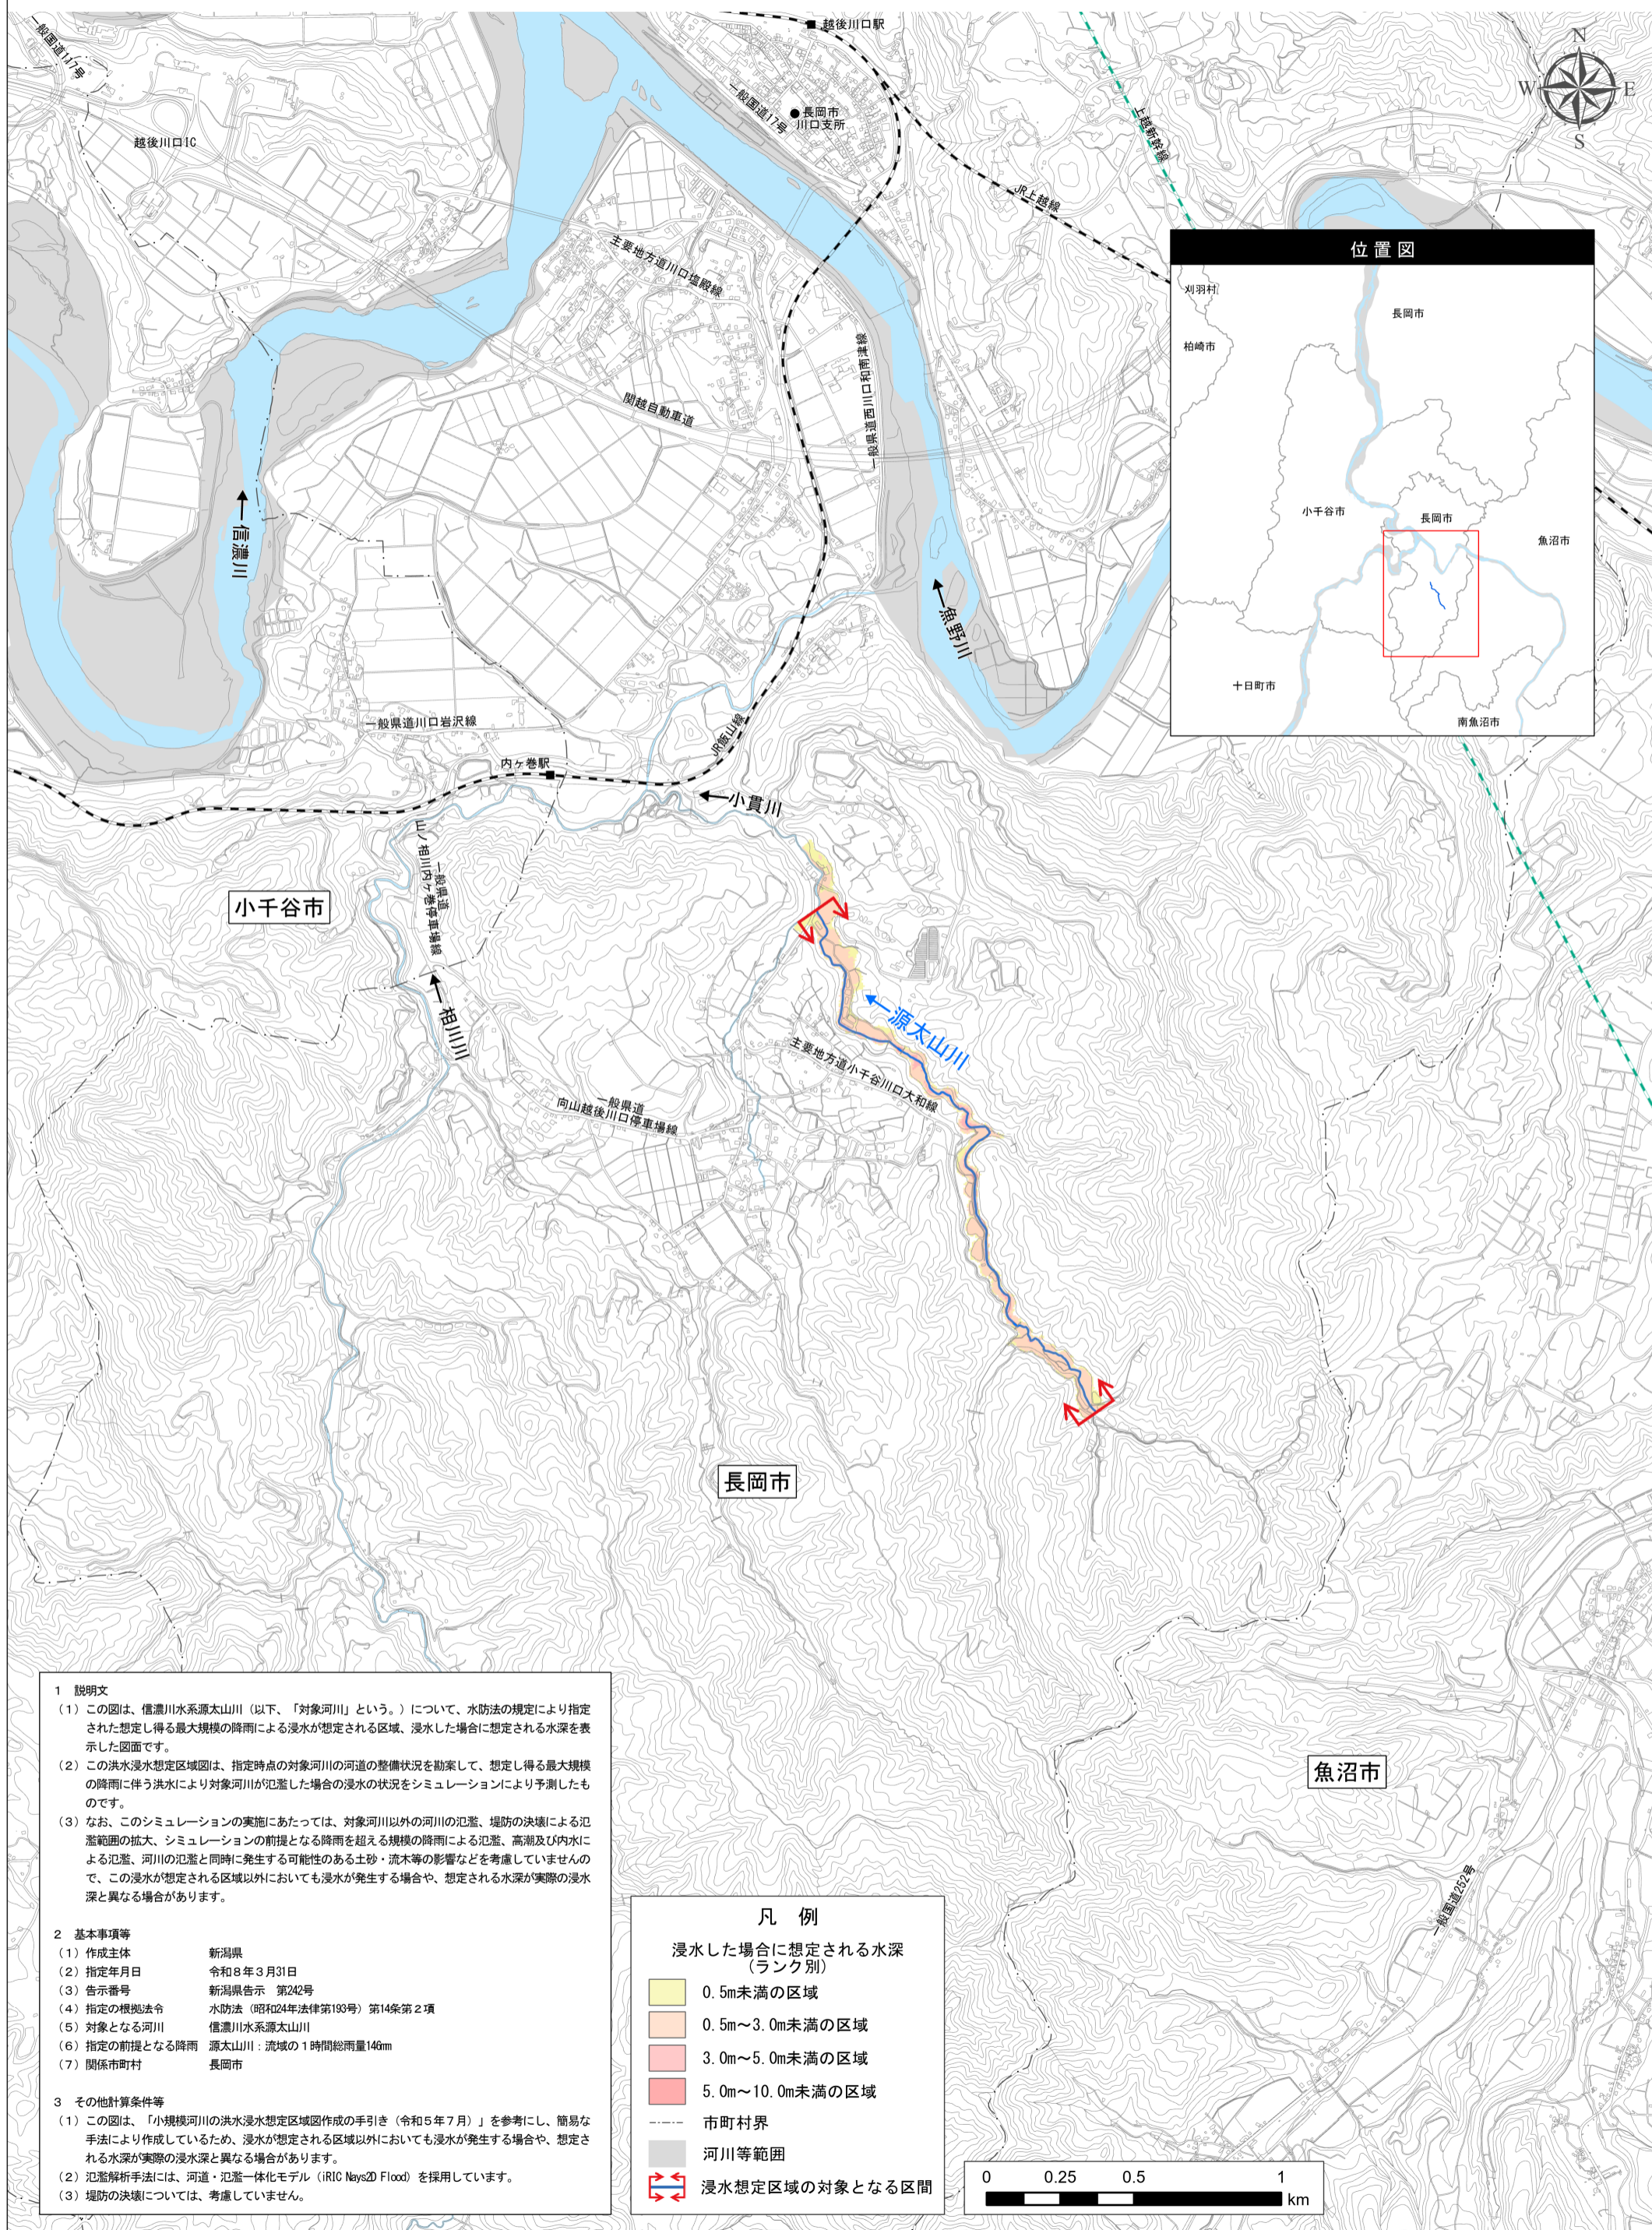 一般国道117号
越後川口駅
一般国道17号
長岡市
川口支所
越後川口IC
上越新幹線
JR上越線
N
W
E
S
主要地方道川口塩殿線
一般県道西川口和南津線
関越自動車道
信濃川
魚野川
位置図
刈羽村
長岡市
柏崎市
小千谷市
長岡市
魚沼市
十日町市
南魚沼市
一般県道川口岩沢線
JR飯山線
内ヶ巻駅
小貫川
小千谷市
一般県道
山ノ相川内ヶ巻停車場線
相川川
源太山川
主要地方道小千谷川口大和線
一般県道
向山越後川口停車場線
長岡市
魚沼市
一般国道252号
1 説明文
（1）この図は、信濃川水系源太山川（以下、「対象河川」という。）について、水防法の規定により指定
された想定し得る最大規模の降雨による浸水が想定される区域、浸水した場合に想定される水深を表
示した図面です。
（2）この洪水浸水想定区域図は、指定時点の対象河川の河道の整備状況を勘案して、想定し得る最大規模
の降雨に伴う洪水により対象河川が氾濫した場合の浸水の状況をシミュレーションにより予測したも
のです。
（3）なお、このシミュレーションの実施にあたっては、対象河川以外の河川の氾濫、堤防の決壊による氾
濫範囲の拡大、シミュレーションの前提となる降雨を超える規模の降雨による氾濫、高潮及び内水に
よる氾濫、河川の氾濫と同時に発生する可能性のある土砂・流木等の影響などを考慮していませんの
で、この浸水が想定される区域以外においても浸水が発生する場合や、想定される水深が実際の浸水
深と異なる場合があります。
2 基本事項等
（1）作成主体 新潟県
（2）指定年月日 令和８年３月31日
（3）告示番号 新潟県告示 第242号
（4）指定の根拠法令 水防法（昭和24年法律第193号）第14条第２項
（5）対象となる河川 信濃川水系源太山川
（6）指定の前提となる降雨 源太山川：流域の１時間総雨量146mm
（7）関係市町村 長岡市
3 その他計算条件等
（1）この図は、「小規模河川の洪水浸水想定区域図作成の手引き（令和５年７月）」を参考にし、簡易な
手法により作成しているため、浸水が想定される区域以外においても浸水が発生する場合や、想定さ
れる水深が実際の浸水深と異なる場合があります。
（2）氾濫解析手法には、河道・氾濫一体化モデル（iRIC Nays2D Flood）を採用しています。
（3）堤防の決壊については、考慮していません。
凡 例
浸水した場合に想定される水深
（ランク別）
0.5m未満の区域
0.5m～3.0m未満の区域
3.0m～5.0m未満の区域
5.0m～10.0m未満の区域
市町村界
河川等範囲
浸水想定区域の対象となる区間
0 0.25 0.5 1
km